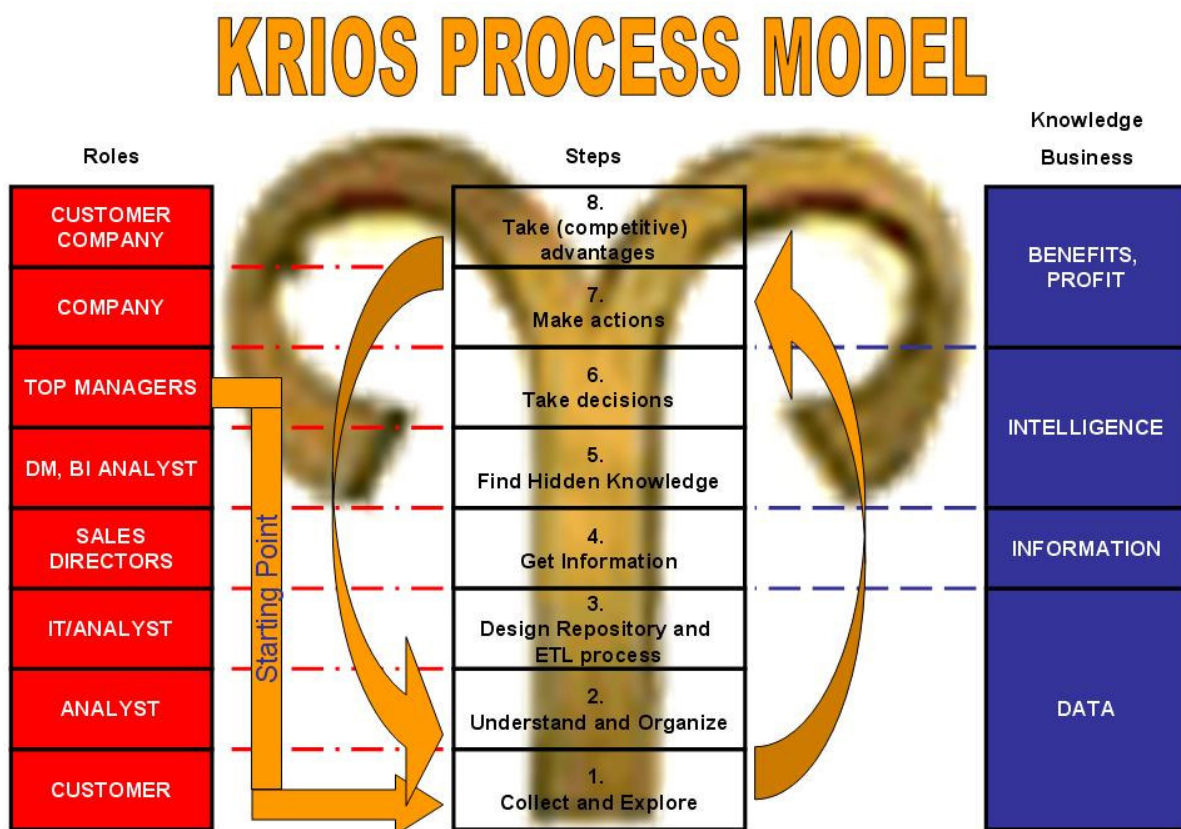 KRIOS PROCESS MODEL
Roles
CUSTOMER
COMPANY
COMPANY
TOP MANAGERS
DM, BI ANALYST
SALES
DIRECTORS
IT/ANALYST
ANALYST
CUSTOMER
Starting Point
Steps
8.
Take (competitive)
advantages
7.
Make actions
6.
Take decisions
5.
Find Hidden Knowledge
4.
Get Information
3.
Design Repository and
ETL process
2.
Understand and Organize
1.
Collect and Explore
Knowledge
Business
BENEFITS,
PROFIT
INTELLIGENCE
INFORMATION
DATA